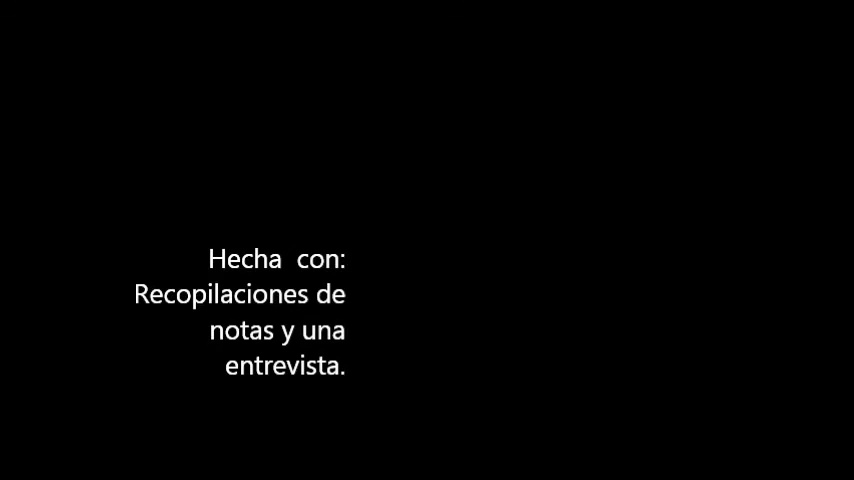 Hecha  con:
Recopilaciones de
notas y una
entrevista.